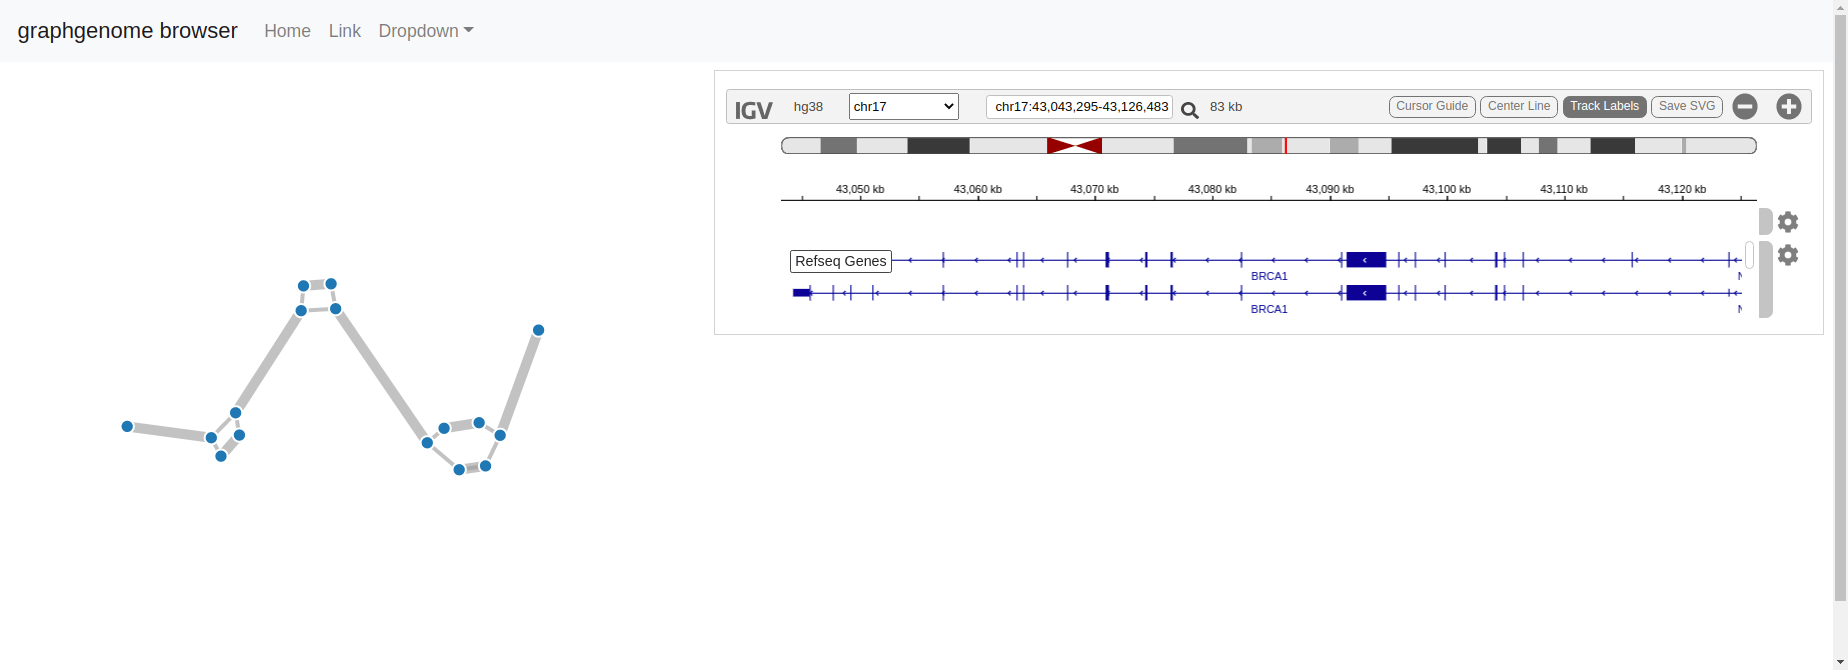 graphgenome browser Home Link Dropdown
IGV hg38 chr17 chr17:43,043,295-43,126,483 83 kb Cursor Guide Center Line Track Labels Save SVG
43,050 kb 43,060 kb 43,070 kb 43,080 kb 43,090 kb 43,100 kb 43,110 kb 43,120 kb
Refseq Genes
BRCA1
BRCA1